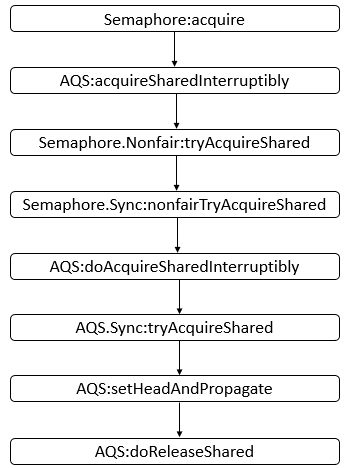 Semaphore:acquire
AQS:acquireSharedInterruptibly
Semaphore.Nonfair:tryAcquireShared
Semaphore.Sync:nonfairTryAcquireShared
AQS:doAcquireSharedInterruptibly
AQS.Sync:tryAcquireShared
AQS:setHeadAndPropagate
AQS:doReleaseShared